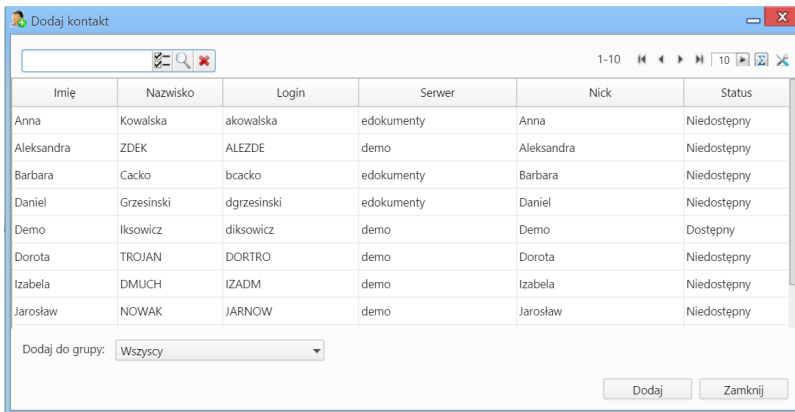 Dodaj kontakt
1-10 10
Imię Nazwisko Login Serwer Nick Status
Anna Kowalska akowalska edokumenty Anna Niedostępny
Aleksandra ZDEK ALEZDE demo Aleksandra Niedostępny
Barbara Cacko bcacko edokumenty Barbara Niedostępny
Daniel Grzesinski dgrzesinski edokumenty Daniel Niedostępny
Demo Iksowicz diksowicz demo Demo Dostępny
Dorota TROJAN DORTRO demo Dorota Niedostępny
Izabela DMUCH IZADM demo Izabela Niedostępny
Jarosław NOWAK JARNOW demo Jarosław Niedostępny
Dodaj do grupy: Wszyscy
Dodaj Zamknij